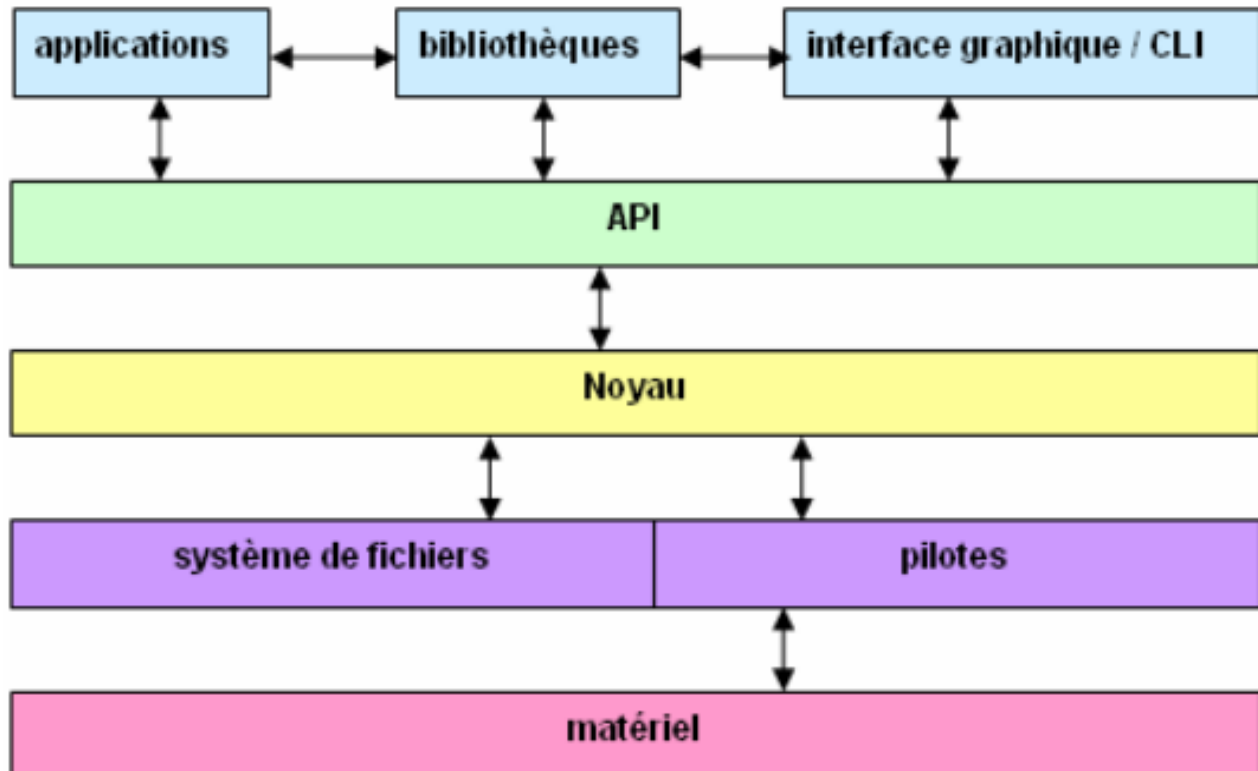 applications
bibliothèques
interface graphique / CLI
API
Noyau
système de fichiers
pilotes
matériel